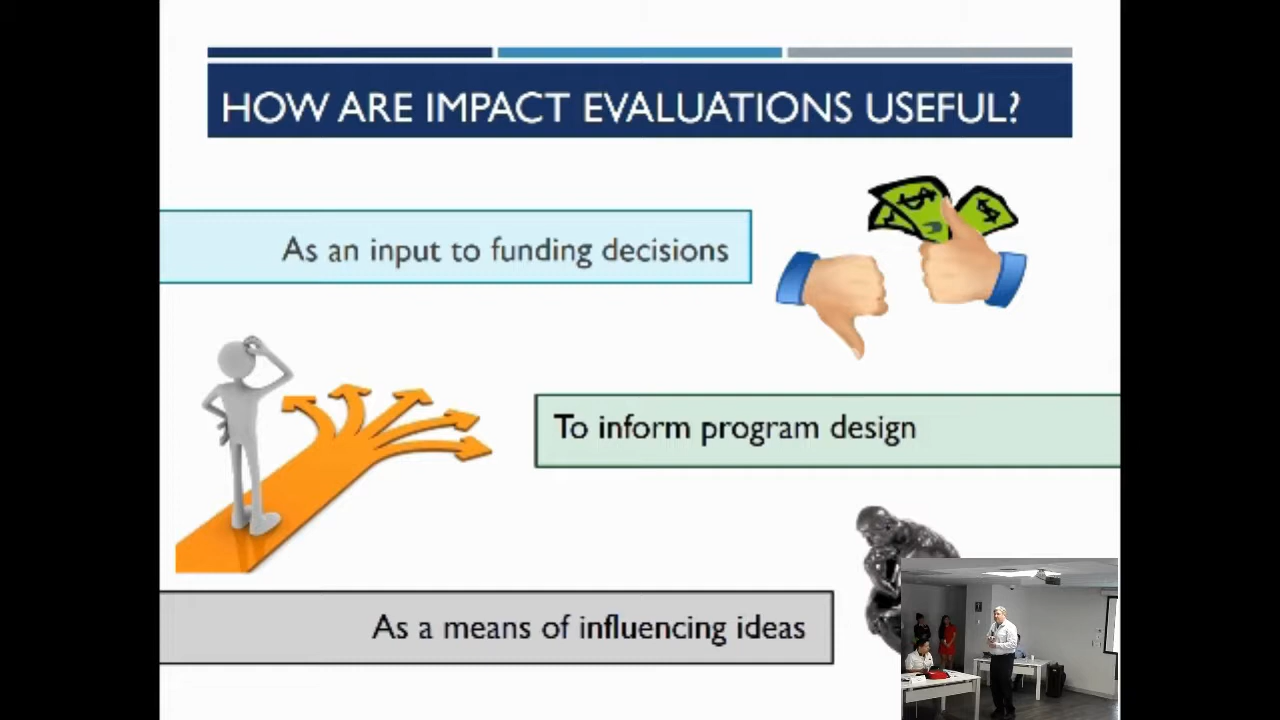 HOW ARE IMPACT EVALUATIONS USEFUL?
As an input to funding decisions
To inform program design
As a means of influencing ideas